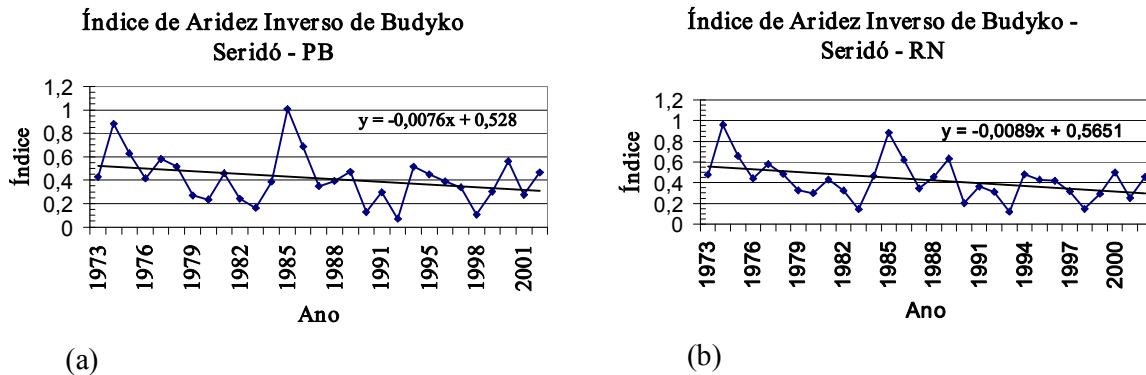 Índice de Aridez Inverso de Budyko
Seridó - PB
1,2
1
0,8
0,6
0,4
0,2
0
Índice
y = -0,0076x + 0,528
1973
1976
1979
1982
1985
1988
1991
1994
1998
2001
Ano
(a)
Índice de Aridez Inverso de Budyko -
Seridó - RN
1,2
1
0,8
0,6
0,4
0,2
0
Índice
y = -0,0089x + 0,5651
1973
1976
1979
1982
1985
1988
1991
1994
1997
2000
Ano
(b)